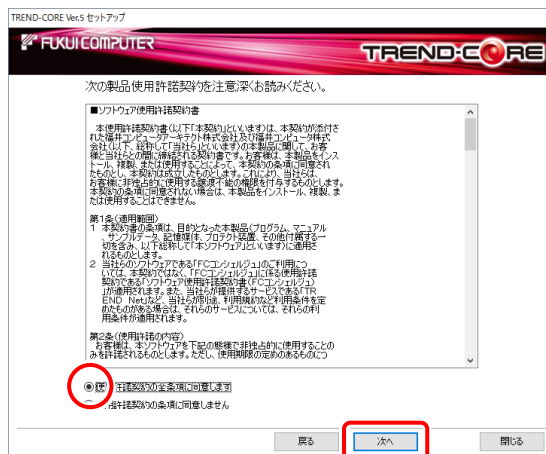 TREND-CORE Ver.5 セットアップ
FUKUI COMPUTER
TREND-CORE
次の製品使用許諾契約を注意深くお読みください。
■ソフトウェア使用許諾契約書
本使用許諾契約書(以下「本契約」といいます)は、本契約が添付さ
れた福井コンピュータアーキテクト株式会社及び福井コンピュータ株式
会社(以下、総称して「当社ら」といいます)の本製品に関して、お客
様と当社らとの間に締結される契約書です。お客様は、本製品をインス
トール、複製、または使用することによって、本契約の条項に同意され
たものとし、本契約は成立したものとします。これにより、当社らは、
お客様に非独占的に使用する譲渡不能の権限を付与するものとします。
本契約の条項に同意されない場合は、本製品をインストール、複製、ま
たは使用することはできません。
第1条(適用範囲)
1 本契約書の条項は、目的となった本製品(プログラム、マニュアル
、サンプルデータ、記憶媒体、プロテクト装置、その他付属する一
切を含み、以下総称して「本ソフトウェア」といいます)に適用さ
れるものとします。
2 当社らのソフトウェアである「FCコンシェルジュ」のご利用につ
いては、本契約ではなく、「FCコンシェルジュ」に係る使用許諾
契約である「ソフトウェア使用許諾契約書(FCコンシェルジュ)
」が適用されます。また、当社らが提供するサービスである「TR
END Net」など、当社らが別途、利用規約など利用条件を定
めたものがある場合は、それらのサービスについては、それらの利
用条件が適用されます。
第2条(使用許諾の内容)
お客様は、本ソフトウェアを下記の態様で非独占的に使用することの
みを許諾されるものとします。ただし、使用期限の定めのあるものにつ
使 許諾契約の全条項に同意します
許諾契約の条項に同意しません
戻る
次へ
閉じる